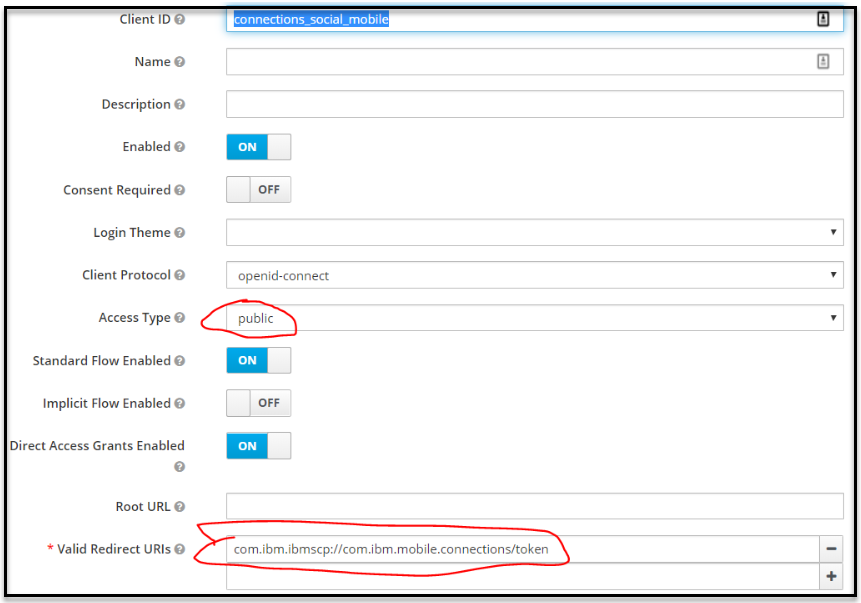 Client ID connections_social_mobile
Name
Description
Enabled ON
Consent Required OFF
Login Theme
Client Protocol openid-connect
Access Type public
Standard Flow Enabled ON
Implicit Flow Enabled OFF
Direct Access Grants Enabled ON
Root URL
* Valid Redirect URIs com.ibm.ibmscp://com.ibm.mobile.connections/token